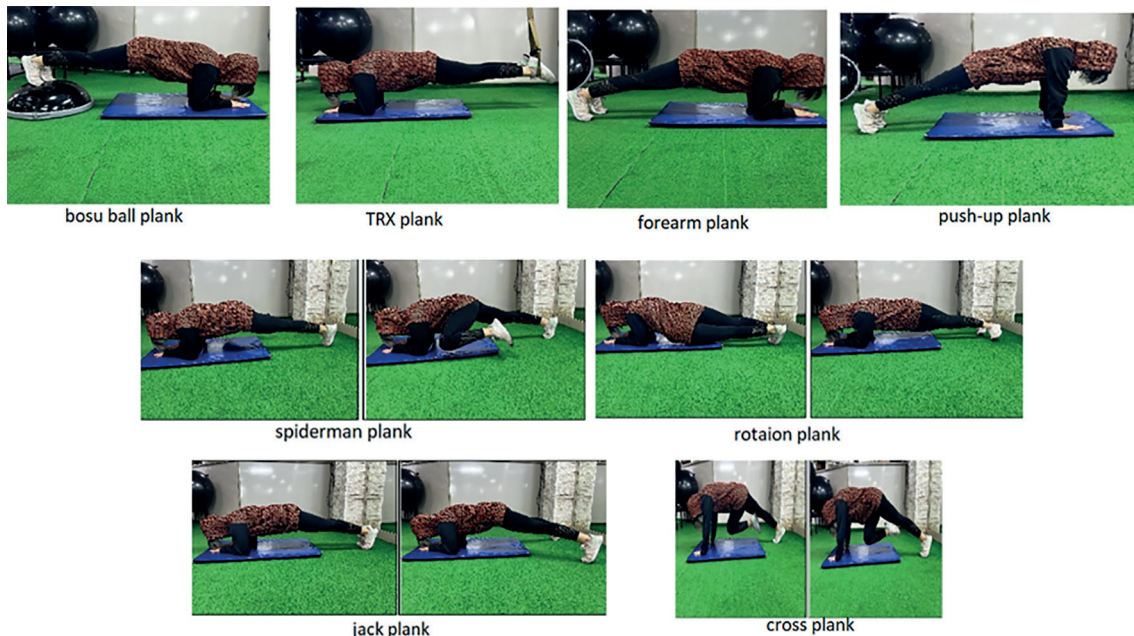 bosu ball plank
TRX plank
forearm plank
push-up plank
spiderman plank
rotaion plank
jack plank
cross plank